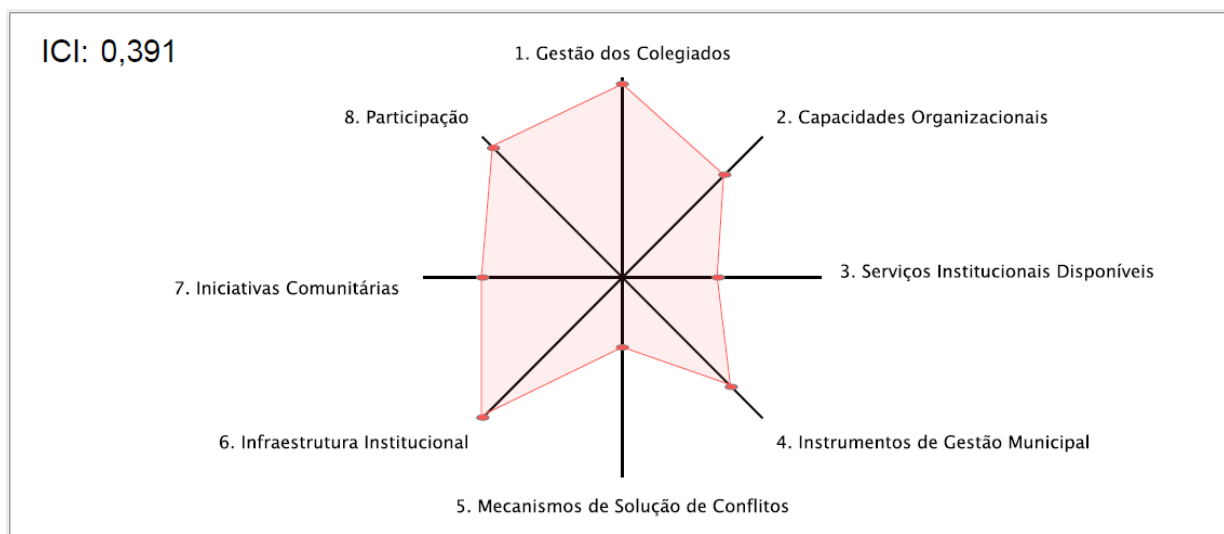 ICI: 0,391
1. Gestão dos Colegiados
8. Participação
2. Capacidades Organizacionais
3. Serviços Institucionais Disponíveis
7. Iniciativas Comunitárias
6. Infraestrutura Institucional
4. Instrumentos de Gestão Municipal
5. Mecanismos de Solução de Conflitos